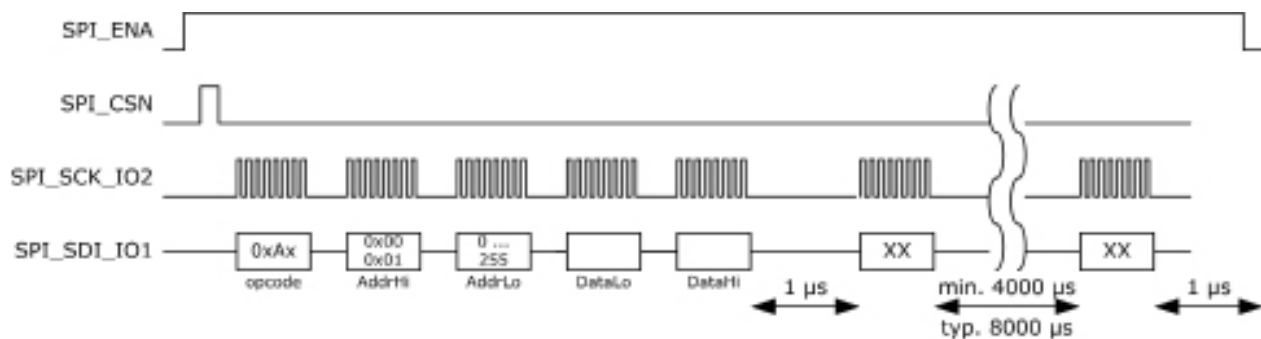 SPI_ENA
SPI_CSN
SPI_SCK_IO2
SPI_SDI_IO1
0xAx
0x00
0x01
0 ...
255
XX
XX
opcode
AddrHi
AddrLo
DataLo
DataHi
1 µs
min. 4000 µs
1 µs
typ. 8000 µs